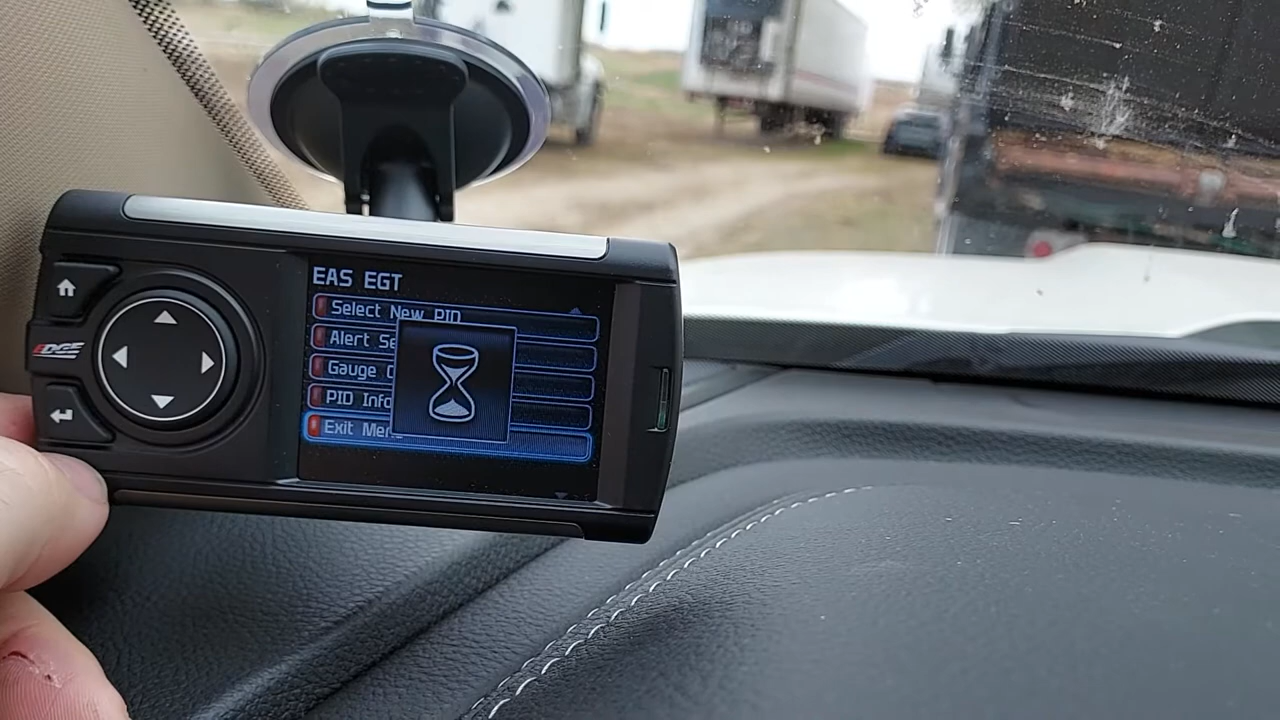 EAS EGT
Select New PID
Alert Se
Gauge
PID Info
Exit Men
EDGE